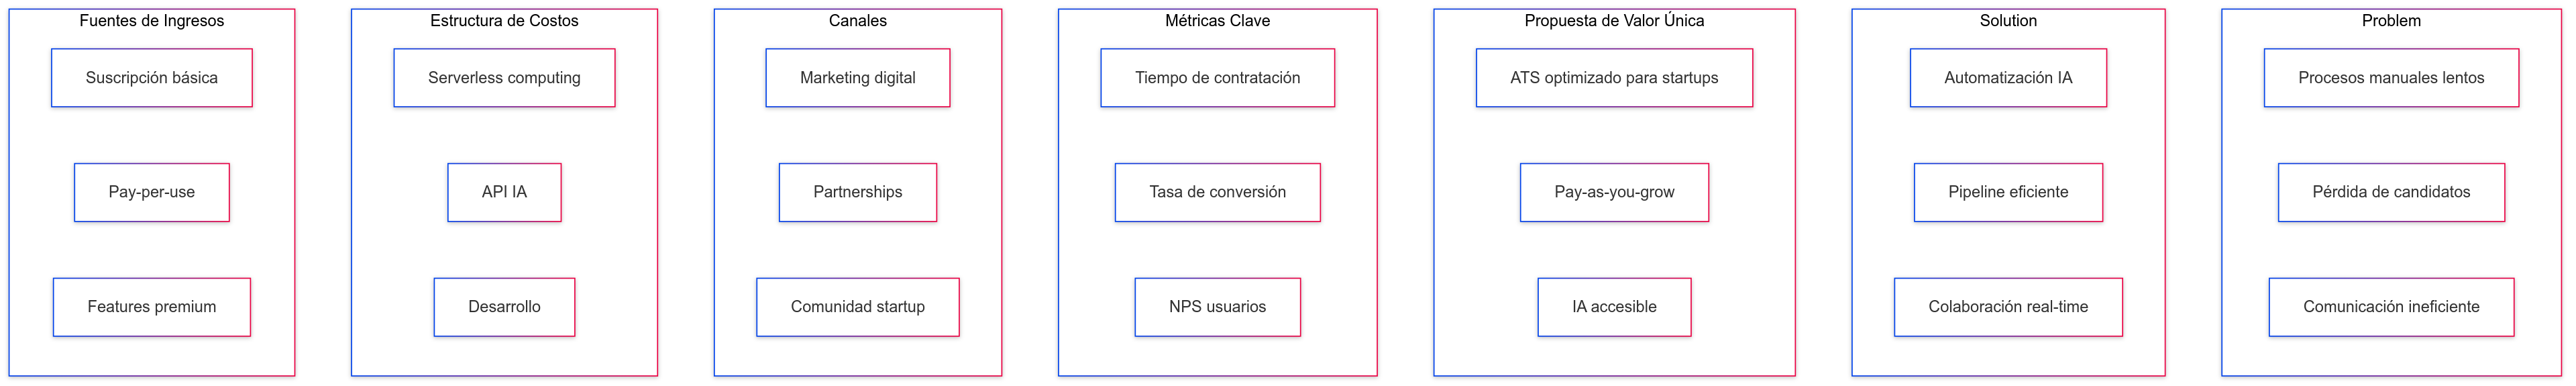 Fuentes de Ingresos
Suscripción básica
Pay-per-use
Features premium
Estructura de Costos
Serverless computing
API IA
Desarrollo
Canales
Marketing digital
Partnerships
Comunidad startup
Métricas Clave
Tiempo de contratación
Tasa de conversión
NPS usuarios
Propuesta de Valor Única
ATS optimizado para startups
Pay-as-you-grow
IA accesible
Solution
Automatización IA
Pipeline eficiente
Colaboración real-time
Problem
Procesos manuales lentos
Pérdida de candidatos
Comunicación ineficiente